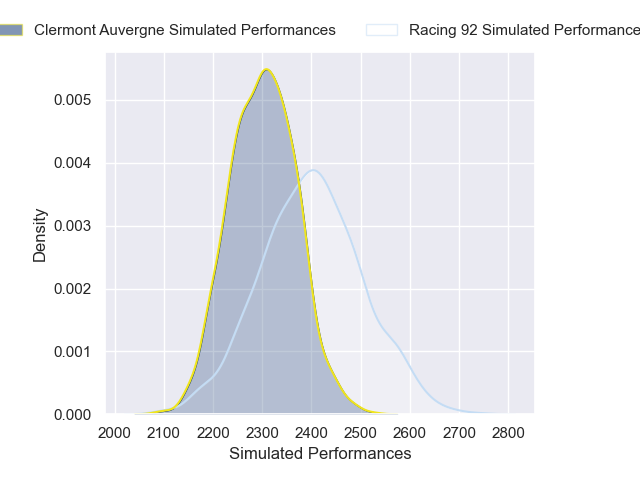 Clermont Auvergne Simulated Performances Racing 92 Simulated Performance
0.005
0.004
0.003
0.002
0.001
0.000
Density
2000 2100 2200 2300 2400 2500 2600 2700 2800
Simulated Performances